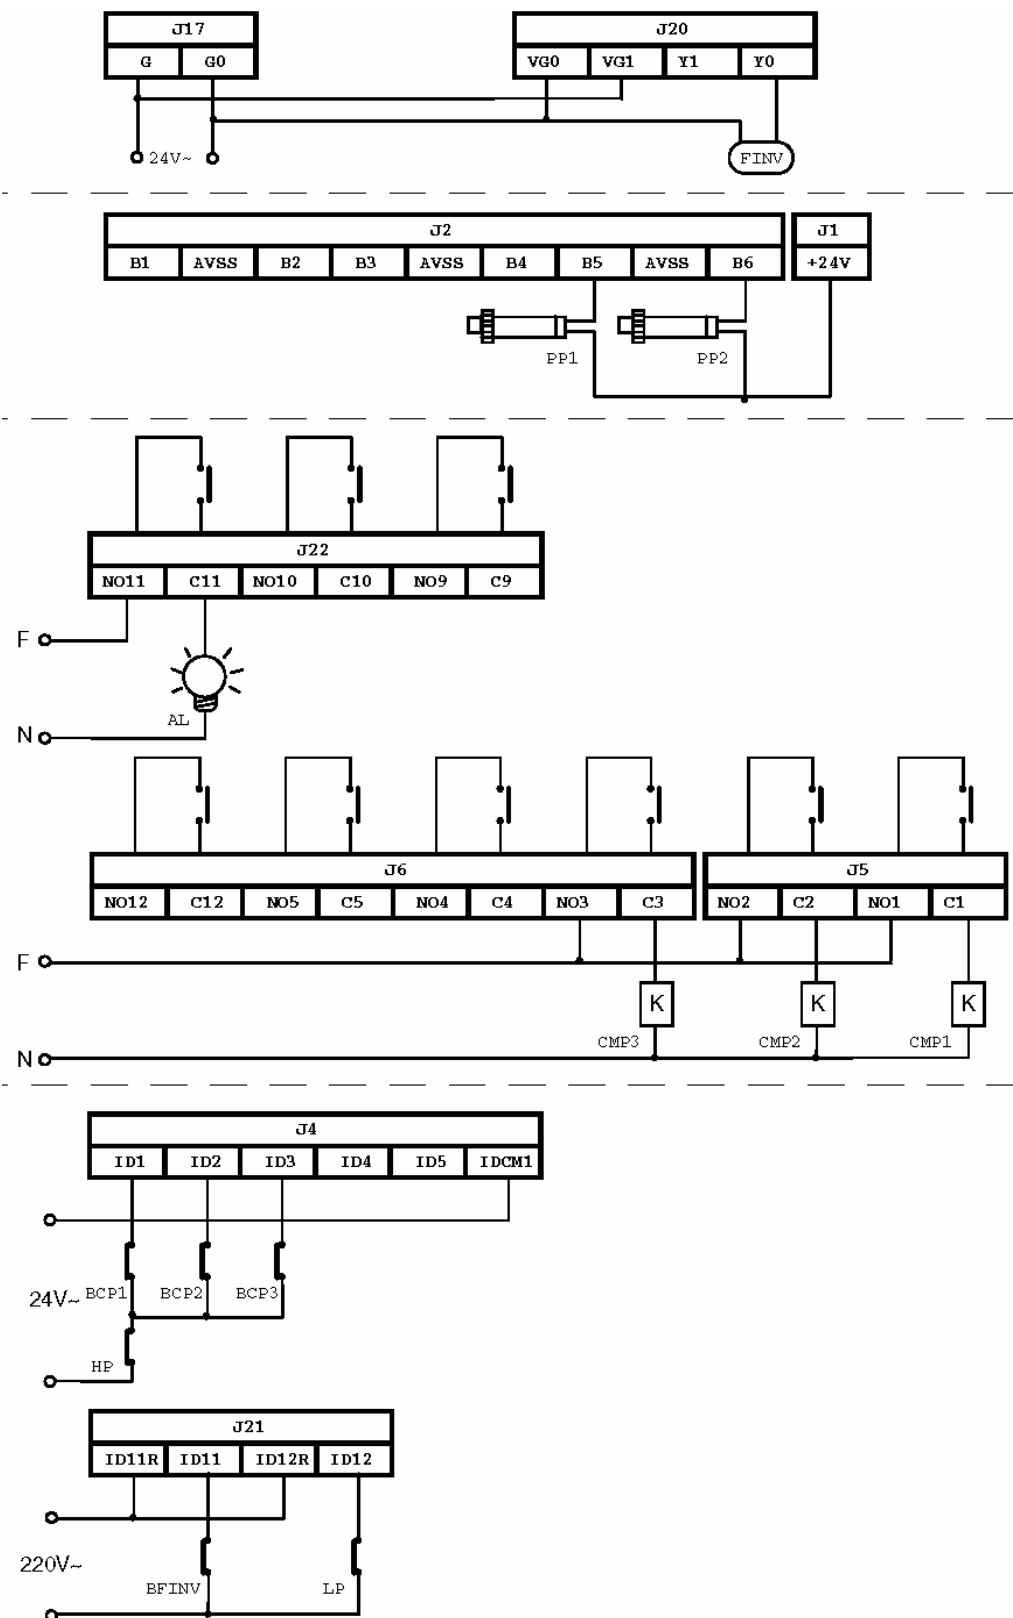 J17 J20
G G0 VG0 VG1 Y1 Y0
24V~ FINV
J2 J1
B1 AVSS B2 B3 AVSS B4 B5 AVSS B6 +24V
PP1 PP2
J22
NO11 C11 NO10 C10 NO9 C9
F
AL
N
J6 J5
NO12 C12 NO5 C5 NO4 C4 NO3 C3 NO2 C2 NO1 C1
F
K K K
CMP3 CMP2 CMP1
N
J4
ID1 ID2 ID3 ID4 ID5 IDCM1
24V~ BCP1 BCP2 BCP3
HP
J21
ID11R ID11 ID12R ID12
220V~
BFINV LP